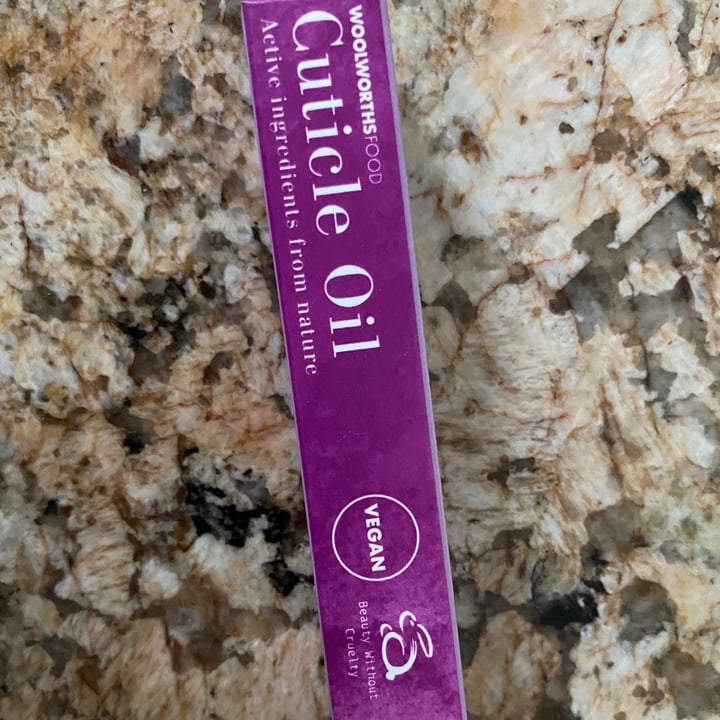 WOOLWORTHSFOOD
Cuticle Oil
Active ingredients from nature
VEGAN
Beauty Without
Cruelty